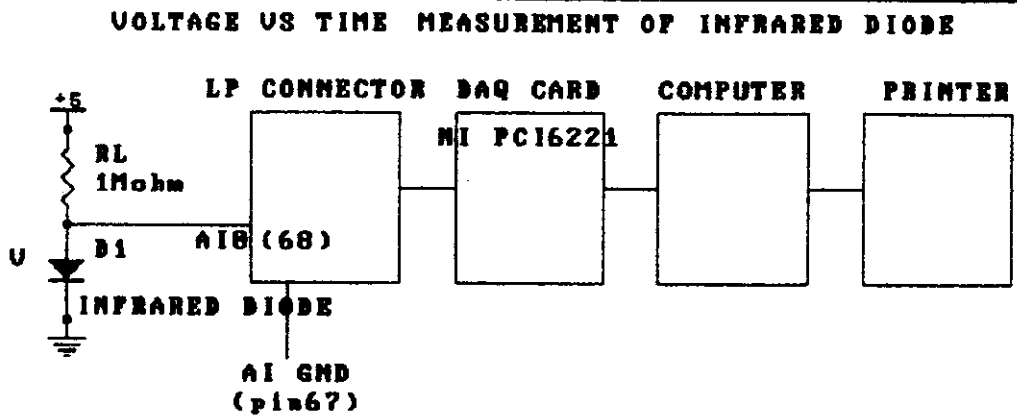 VOLTAGE VS TIME MEASUREMENT OF INFRARED DIODE
LP CONNECTOR DAQ CARD COMPUTER PRINTER
+5
NI PCI6221
RL
1Mohm
AI0 (68)
V
D1
INFRARED DIODE
AI GND
(pin67)